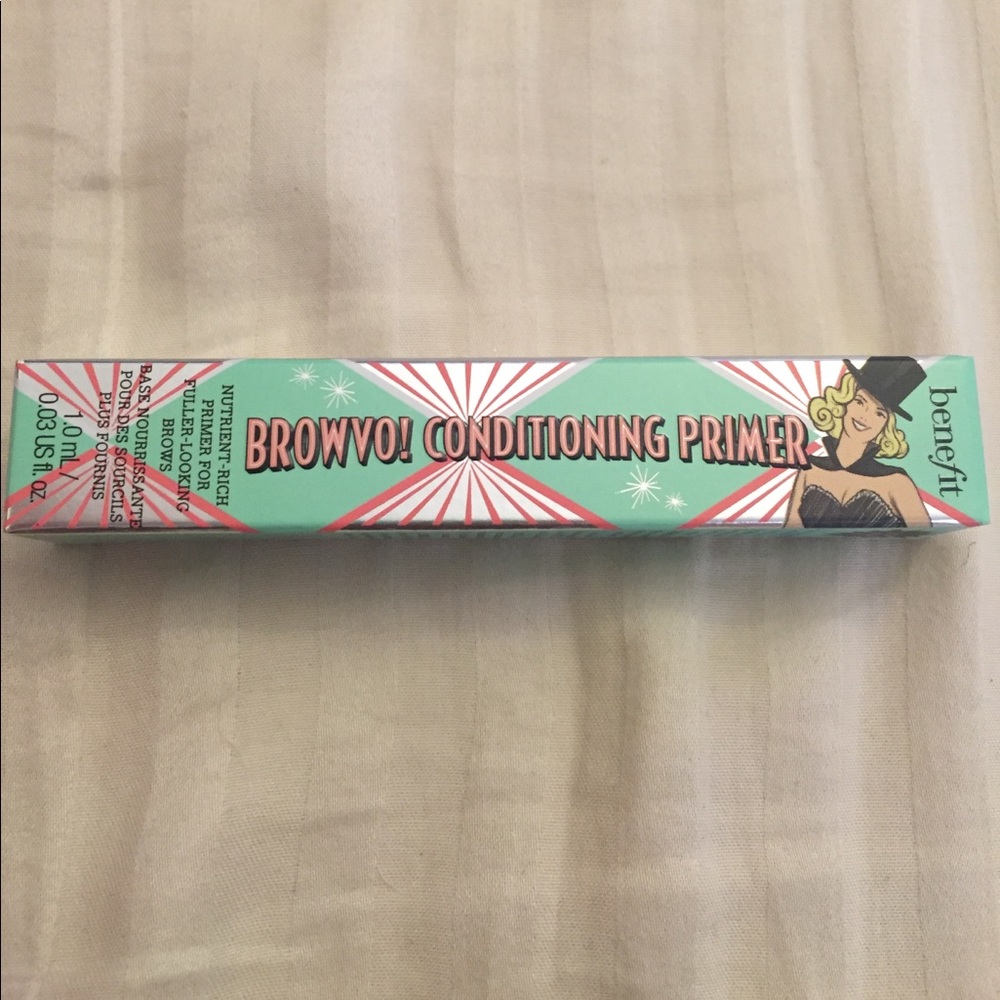 benefit
BROWVO! CONDITIONING PRIMER
NUTRIENT-RICH
PRIMER FOR
FULLER-LOOKING
BROWS
BASE NOURRISSANTE
POUR DES SOURCILS
PLUS FOURNIS
1.0 mL/
0.03 US fl. oz